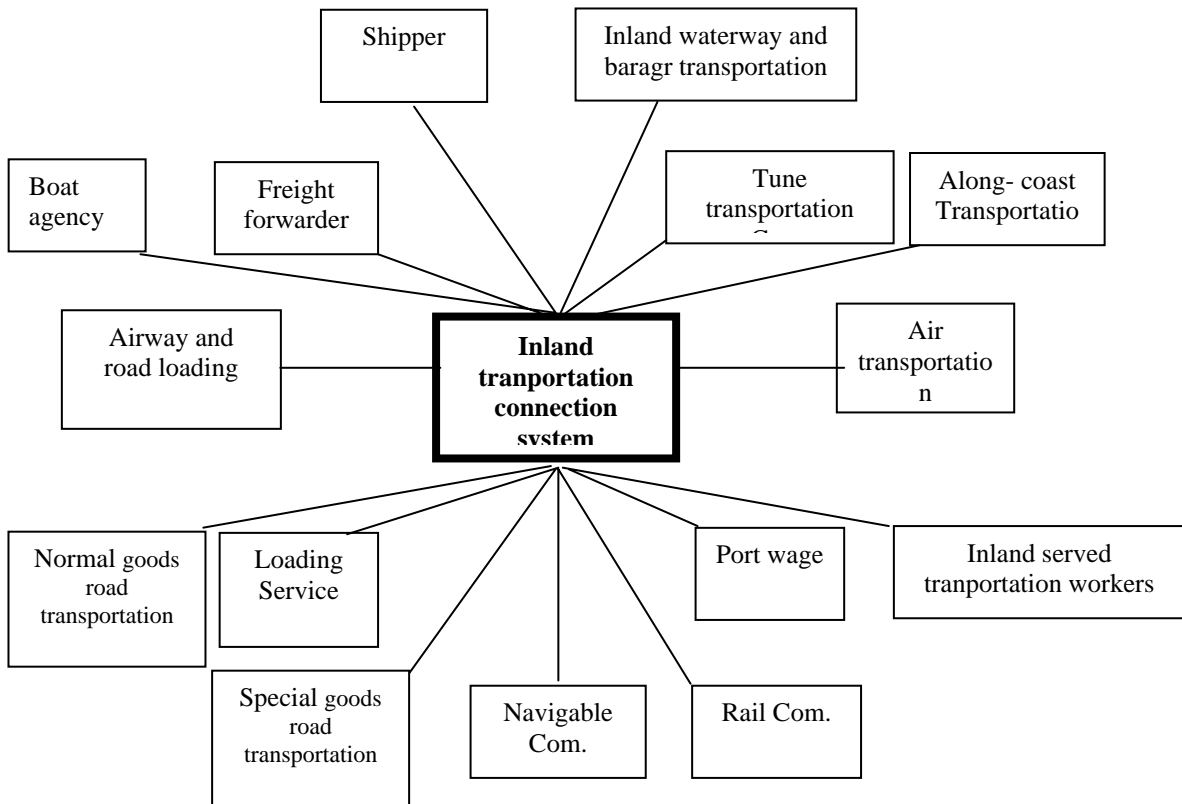 Shipper
Inland waterway and
baragr transportation
Boat
agency
Freight
forwarder
Tune
transportation
Along- coast
Transportatio
Airway and
road loading
Inland
tranportation
connection
system
Air
transportatio
n
Normal goods
road
transportation
Loading
Service
Port wage
Inland served
tranportation workers
Special goods
road
transportation
Navigable
Com.
Rail Com.